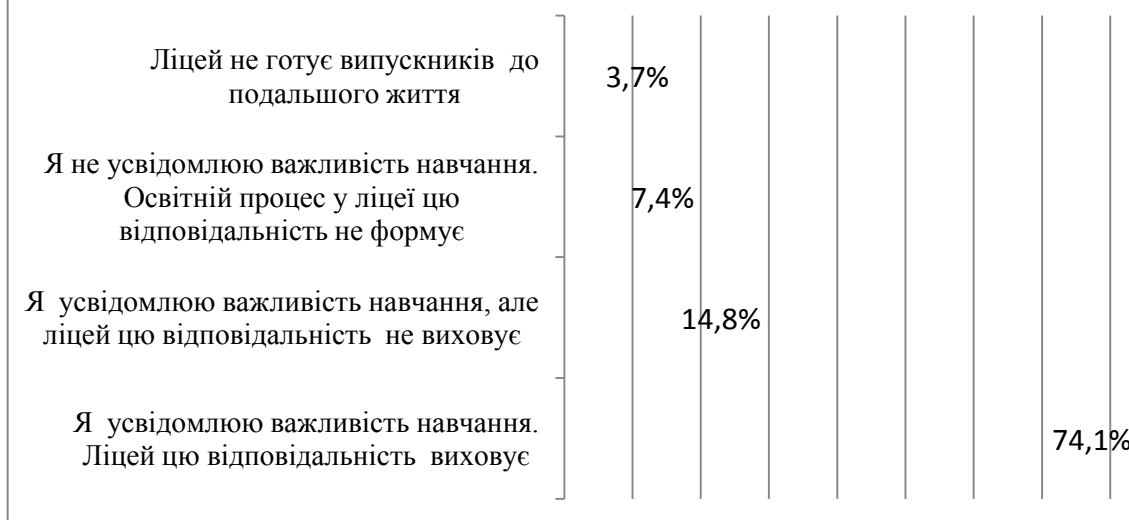 Ліцей не готує випускників до
подальшого життя
3,7%
Я не усвідомлюю важливість навчання.
Освітній процес у ліцеї цю
відповідальність не формує
7,4%
Я усвідомлюю важливість навчання, але
ліцей цю відповідальність не виховує
14,8%
Я усвідомлюю важливість навчання.
Ліцей цю відповідальність виховує
74,1%